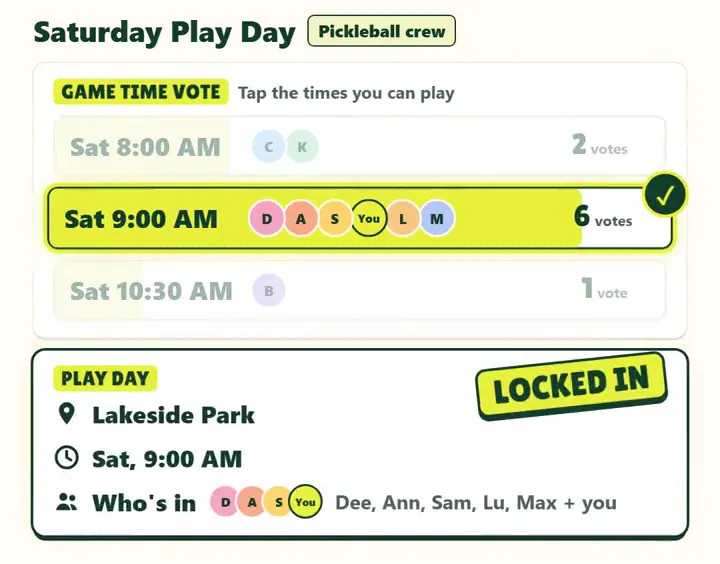 Saturday Play Day Pickleball crew
GAME TIME VOTE Tap the times you can play
Sat 8:00 AM C K 2 votes
Sat 9:00 AM D A S You L M 6 votes
Sat 10:30 AM B 1 vote
PLAY DAY LOCKED IN
Lakeside Park
Sat, 9:00 AM
Who's in D A S You Dee, Ann, Sam, Lu, Max + you